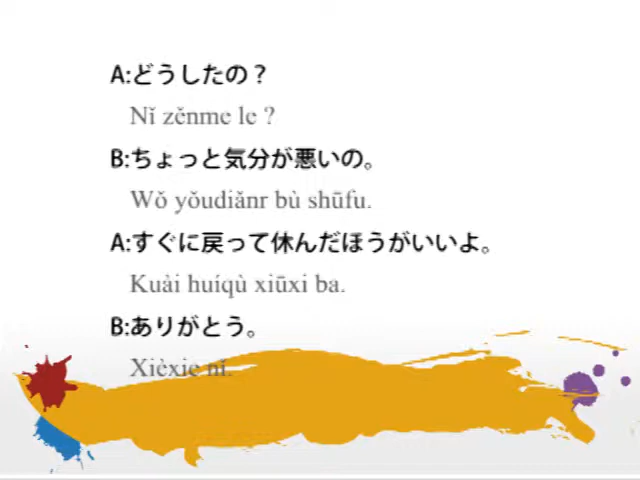 A:どうしたの？
Nǐ zěnme le ?
B:ちょっと気分が悪いの。
Wǒ yǒudiǎnr bù shūfu.
A:すぐに戻って休んだほうがいいよ。
Kuài huíqù xiūxi ba.
B:ありがとう。
Xièxie nǐ.